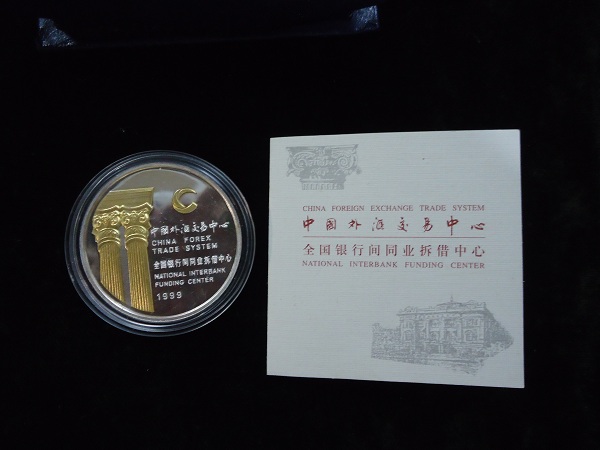 中国外汇交易中心
CHINA FOREX
TRADE SYSTEM
全国银行间同业拆借中心
NATIONAL INTERBANK
FUNDING CENTER
1999
CHINA FOREIGN EXCHANGE TRADE SYSTEM
中国外汇交易中心
全国银行间同业拆借中心
NATIONAL INTERBANK FUNDING CENTER